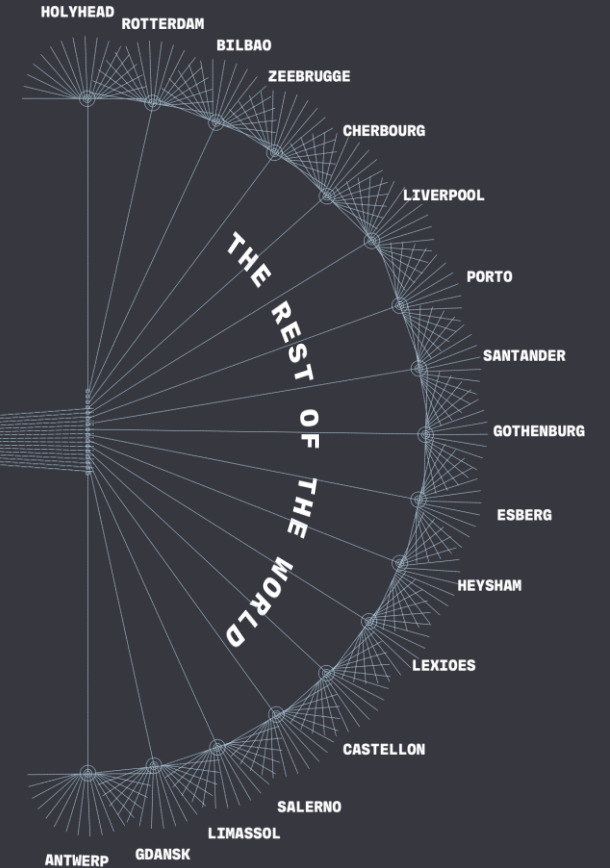 HOLYHEAD
ROTTERDAM
BILBAO
ZEEBRUGGE
CHERBOURG
LIVERPOOL
PORTO
SANTANDER
GOTHENBURG
ESBERG
HEYSHAM
LEXIOES
CASTELLON
SALERNO
LIMASSOL
GDANSK
ANTWERP
THE REST OF THE WORLD